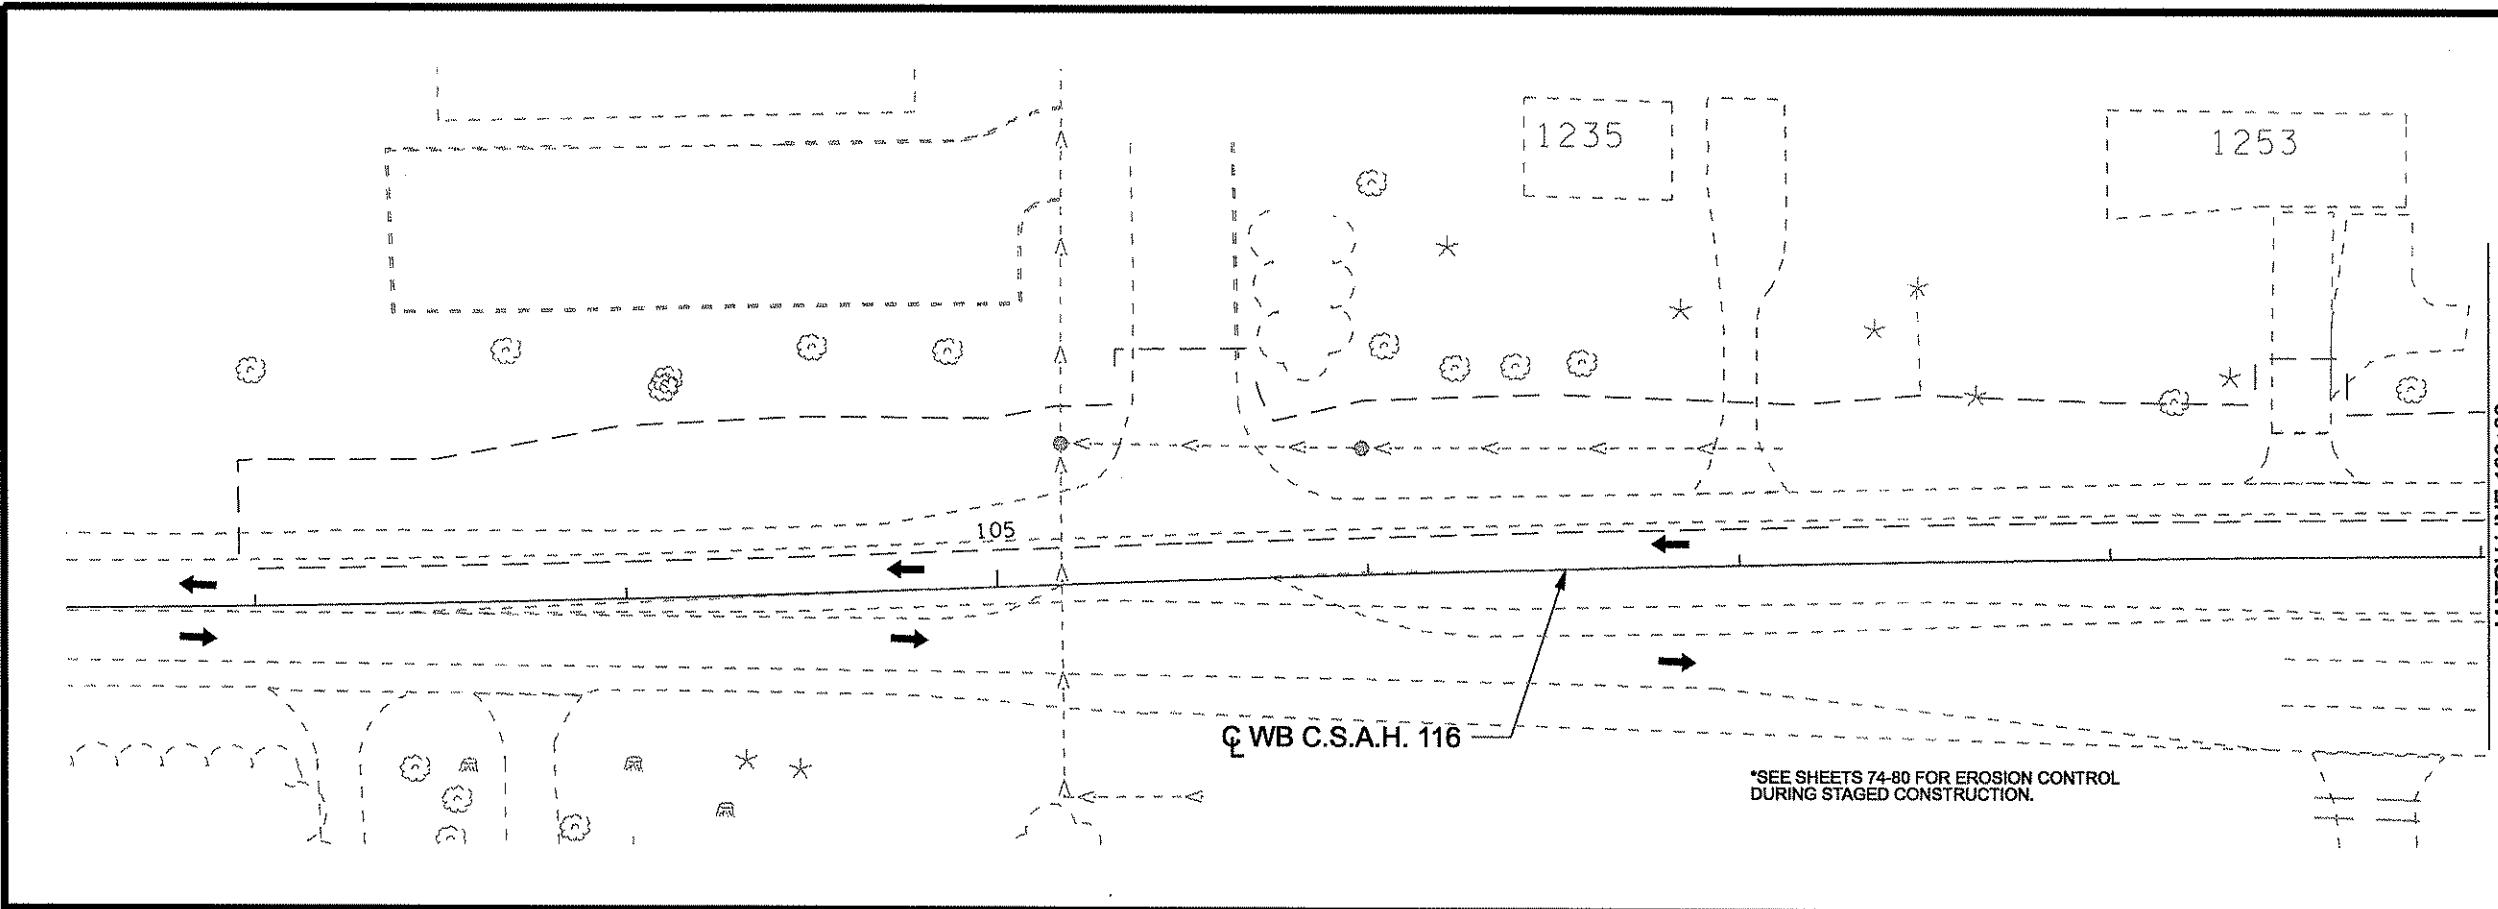 1235
1253
105
℄ WB C.S.A.H. 116
*SEE SHEETS 74-80 FOR EROSION CONTROL
DURING STAGED CONSTRUCTION.